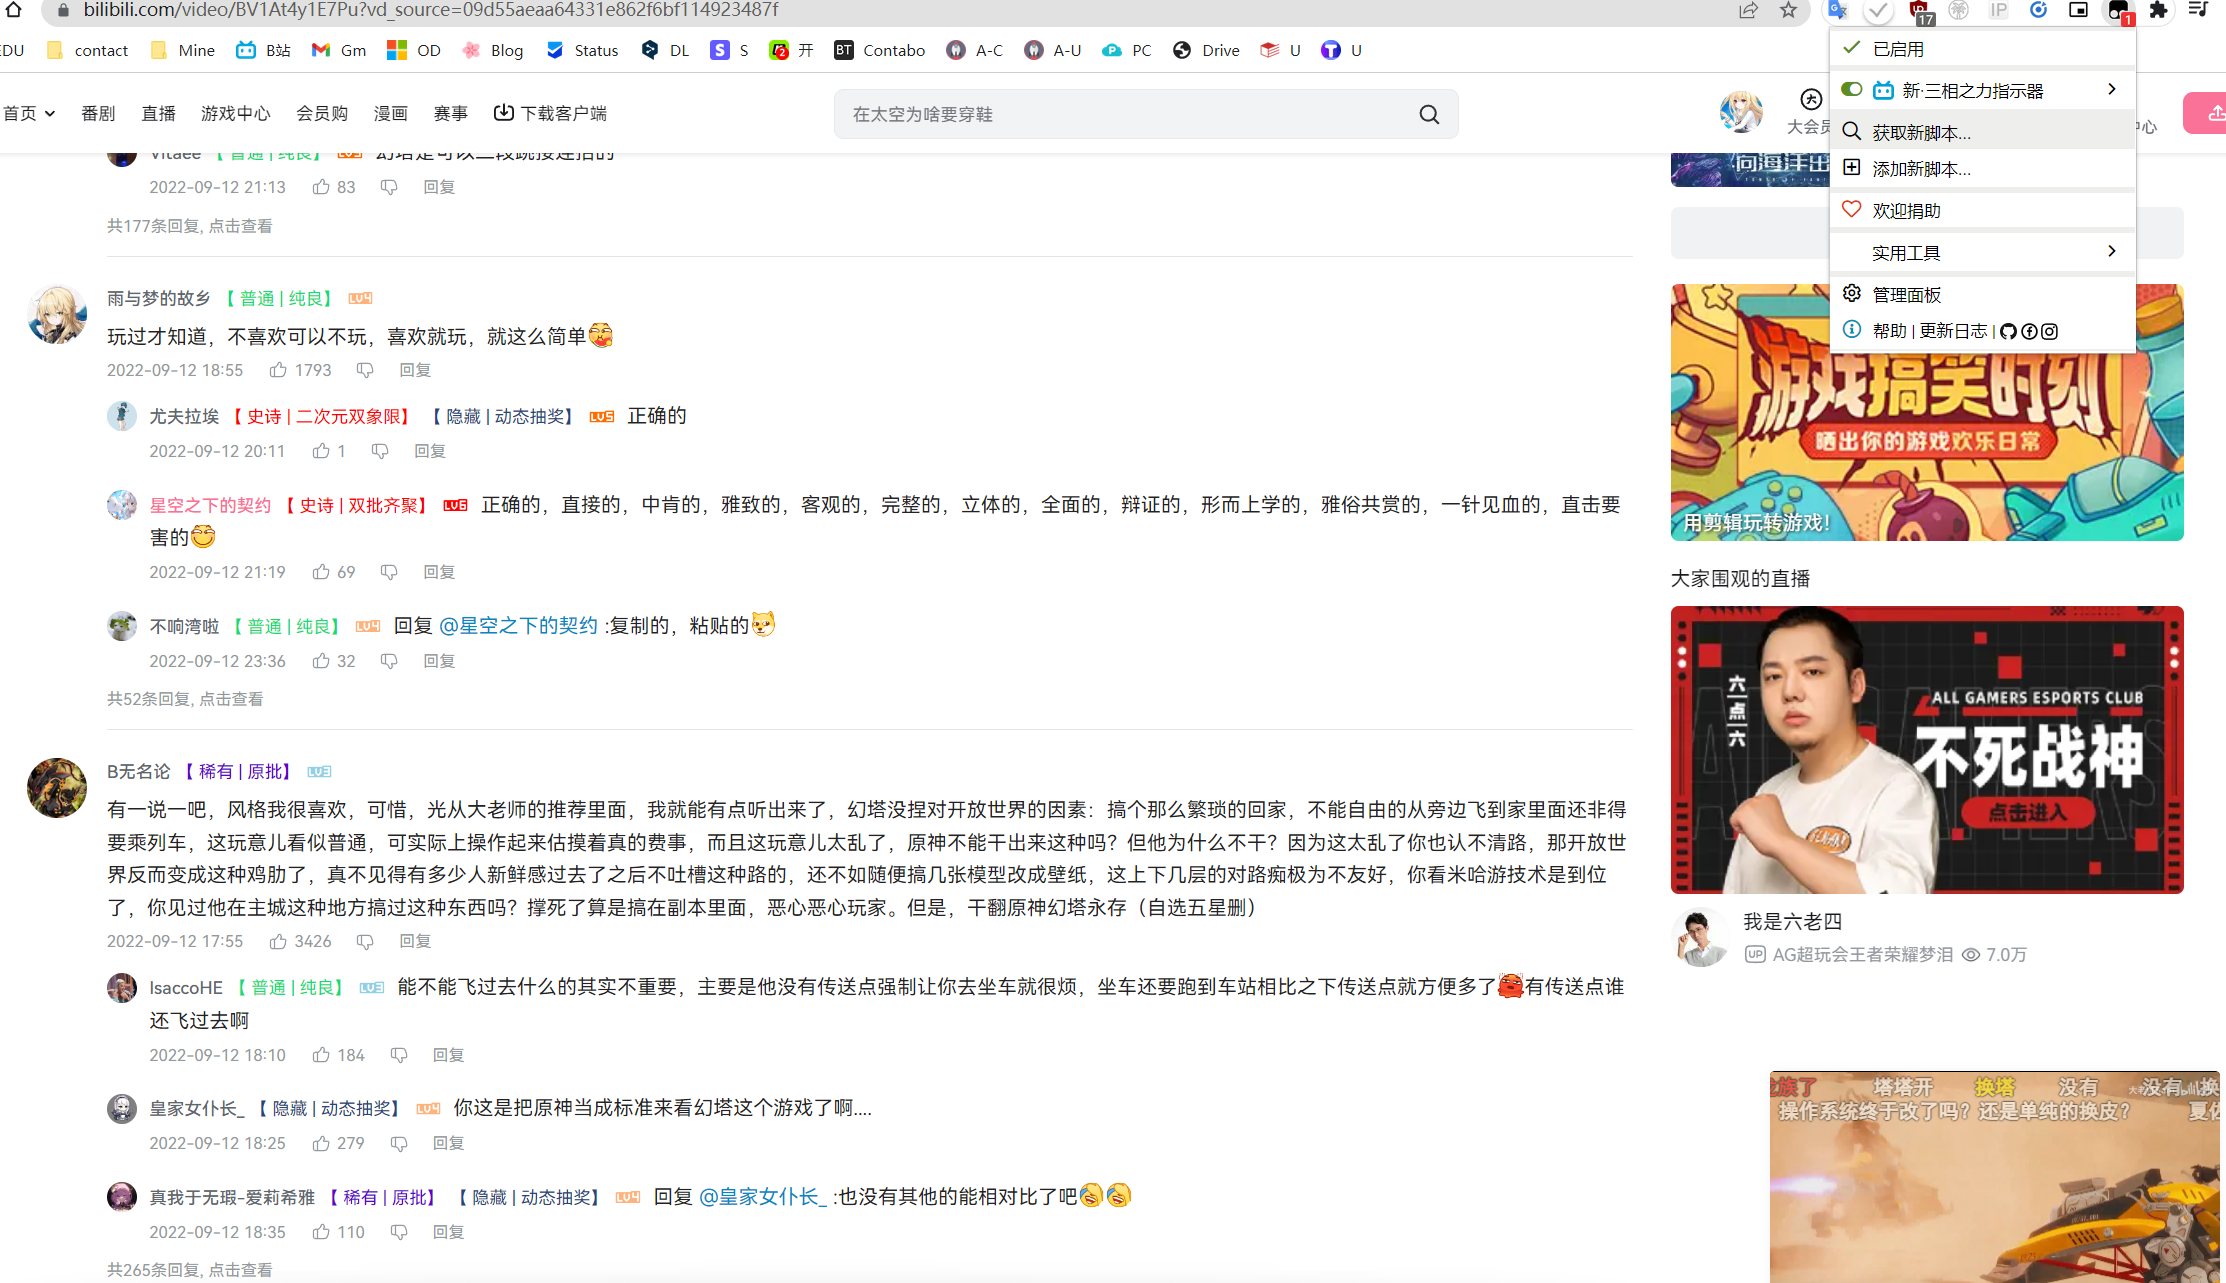 bilibili.com/video/BV1At4y1E7Pu?vd_source=09d55aeaa64331e862f6bf114923487f
17
IP
1
EDU contact Mine B站 Gm OD Blog Status DL S S 2 开 BT Contabo A-C A-U PC Drive U U
首页 番剧 直播 游戏中心 会员购 漫画 赛事 下载客户端
在太空为啥要穿鞋
大会员
中心
已启用
新·三相之力指示器
获取新脚本...
添加新脚本...
欢迎捐助
实用工具
管理面板
帮助 | 更新日志 |
Vitaee 【 普通 | 纯良】 LV3 幻塔是可以二段跳接连招的
2022-09-12 21:13 83 回复
共177条回复, 点击查看
雨与梦的故乡 【 普通 | 纯良】 LV4
玩过才知道，不喜欢可以不玩，喜欢就玩，就这么简单
2022-09-12 18:55 1793 回复
尤夫拉埃 【 史诗 | 二次元双象限】 【 隐藏 | 动态抽奖】 LV5 正确的
2022-09-12 20:11 1 回复
星空之下的契约 【 史诗 | 双批齐聚】 LV6 正确的，直接的，中肯的，雅致的，客观的，完整的，立体的，全面的，辩证的，形而上学的，雅俗共赏的，一针见血的，直击要
害的
2022-09-12 21:19 69 回复
不响湾啦 【 普通 | 纯良】 LV4 回复 @星空之下的契约 :复制的，粘贴的
2022-09-12 23:36 32 回复
共52条回复, 点击查看
B无名论 【 稀有 | 原批】 LV3
有一说一吧，风格我很喜欢，可惜，光从大老师的推荐里面，我就能有点听出来了，幻塔没捏对开放世界的因素：搞个那么繁琐的回家，不能自由的从旁边飞到家里面还非得
要乘列车，这玩意儿看似普通，可实际上操作起来估摸着真的费事，而且这玩意儿太乱了，原神不能干出来这种吗？但他为什么不干？因为这太乱了你也认不清路，那开放世
界反而变成这种鸡肋了，真不见得有多少人新鲜感过去了之后不吐槽这种路的，还不如随便搞几张模型改成壁纸，这上下几层的对路痴极为不友好，你看米哈游技术是到位
了，你见过他在主城这种地方搞过这种东西吗？撑死了算是搞在副本里面，恶心恶心玩家。但是，干翻原神幻塔永存（自选五星删）
2022-09-12 17:55 3426 回复
IsaccoHE 【 普通 | 纯良】 LV3 能不能飞过去什么的其实不重要，主要是他没有传送点强制让你去坐车就很烦，坐车还要跑到车站相比之下传送点就方便多了有传送点谁
还飞过去啊
2022-09-12 18:10 184 回复
皇家女仆长_ 【 隐藏 | 动态抽奖】 LV4 你这是把原神当成标准来看幻塔这个游戏了啊....
2022-09-12 18:25 279 回复
真我于无瑕-爱莉希雅 【 稀有 | 原批】 【 隐藏 | 动态抽奖】 LV4 回复 @皇家女仆长_ :也没有其他的能相对比了吧
2022-09-12 18:35 110 回复
共265条回复, 点击查看
向海洋出
游戏搞笑时刻
晒出你的游戏欢乐日常
用剪辑玩转游戏！
大家围观的直播
六点六
ALL GAMERS ESPORTS CLUB
不死战神
点击进入
我是六老四
UP AG超玩会王者荣耀梦泪 7.0万
龙族了 塔塔开 换塔 没有 没有 换
操作系统终于改了吗？还是单纯的换皮？ 夏佐